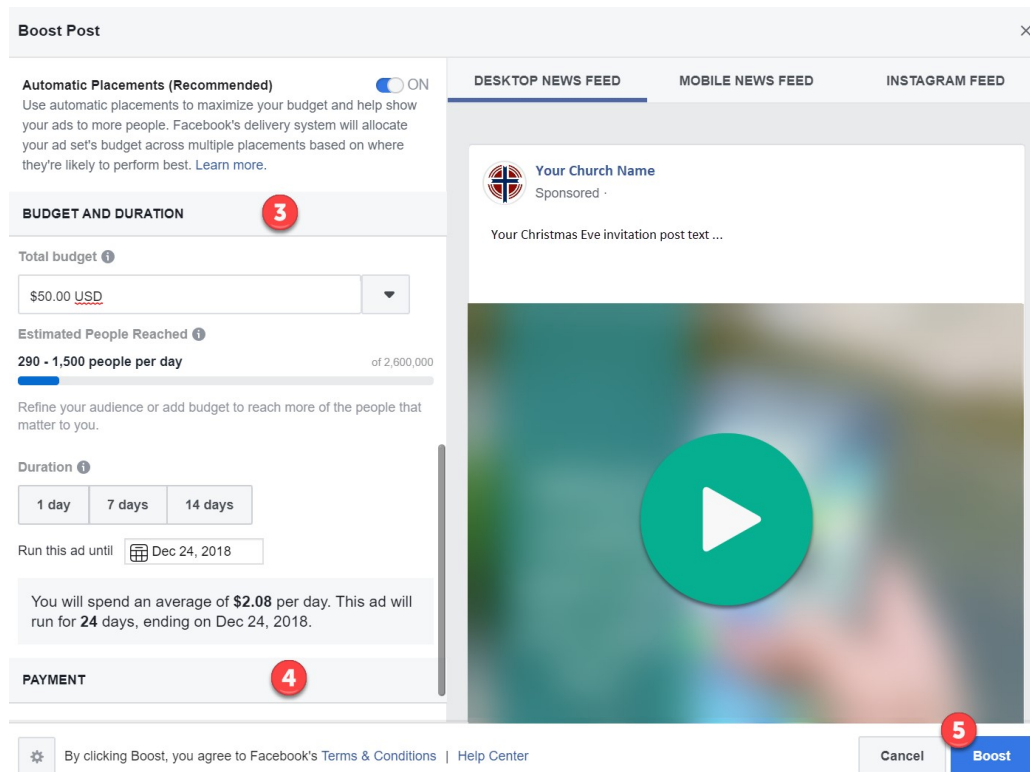 Boost Post
Automatic Placements (Recommended)
ON
Use automatic placements to maximize your budget and help show
your ads to more people. Facebook's delivery system will allocate
your ad set's budget across multiple placements based on where
they're likely to perform best. Learn more.
BUDGET AND DURATION
3
Total budget
$50.00 USD
Estimated People Reached
290 - 1,500 people per day
of 2,600,000
Refine your audience or add budget to reach more of the people that
matter to you.
Duration
1 day 7 days 14 days
Run this ad until Dec 24, 2018
You will spend an average of $2.08 per day. This ad will
run for 24 days, ending on Dec 24, 2018.
PAYMENT
4
DESKTOP NEWS FEED MOBILE NEWS FEED INSTAGRAM FEED
Your Church Name
Sponsored ·
Your Christmas Eve invitation post text ...
By clicking Boost, you agree to Facebook's Terms & Conditions | Help Center
5
Cancel Boost